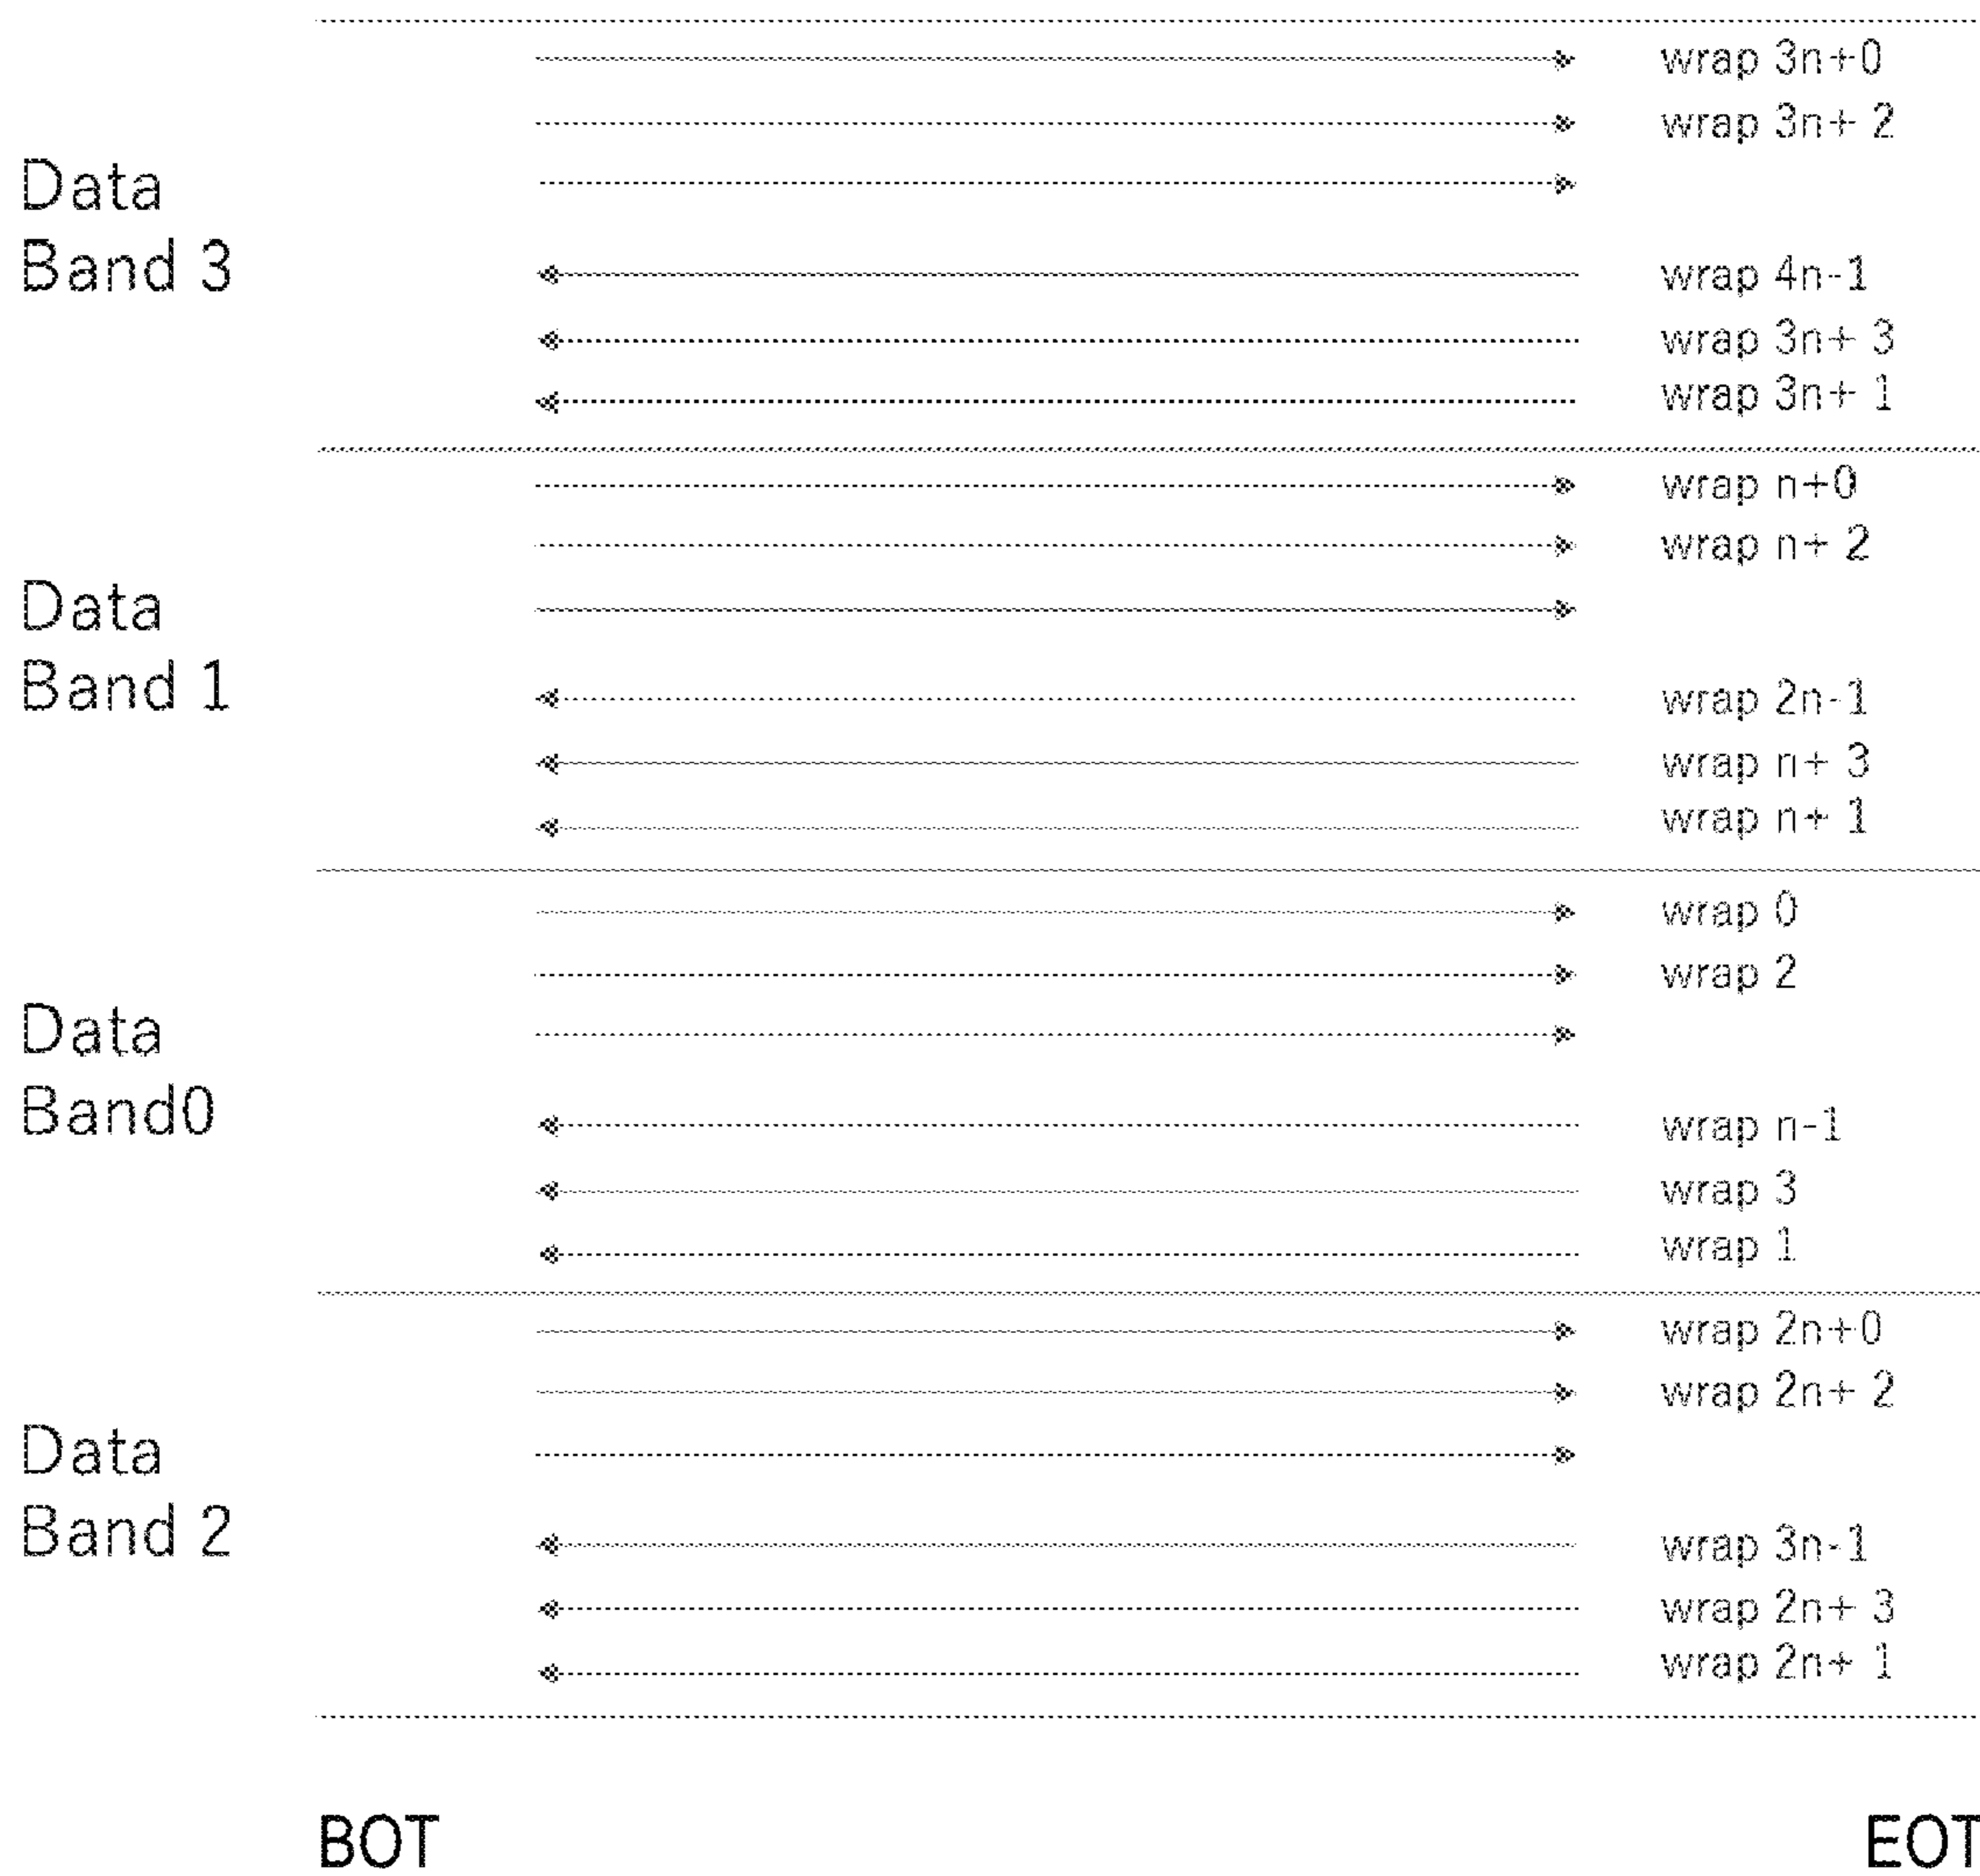 wrap 3n+0
wrap 3n+ 2
Data
Band 3
wrap 4n-1
wrap 3n+ 3
wrap 3n+ 1
wrap n+0
wrap n+ 2
Data
Band 1
wrap 2n-1
wrap n+ 3
wrap n+ 1
wrap 0
wrap 2
Data
Band0
wrap n-1
wrap 3
wrap 1
wrap 2n+0
wrap 2n+ 2
Data
Band 2
wrap 3n-1
wrap 2n+ 3
wrap 2n+ 1
BOT EOT